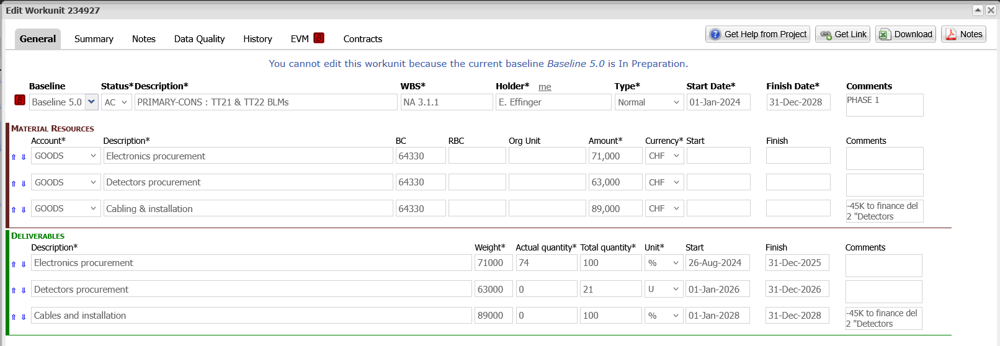 Edit Workunit 234927
General Summary Notes Data Quality History EVM B Contracts Get Help from Project Get Link Download Notes
You cannot edit this workunit because the current baseline Baseline 5.0 is In Preparation.
Baseline Status* Description* WBS* Holder* me Type* Start Date* Finish Date* Comments
B Baseline 5.0 AC PRIMARY-CONS : TT21 & TT22 BLMs NA 3.1.1 E. Effinger Normal 01-Jan-2024 31-Dec-2028 PHASE 1
MATERIAL RESOURCES
Account* Description* BC RBC Org Unit Amount* Currency* Start Finish Comments
GOODS Electronics procurement 64330 71,000 CHF
GOODS Detectors procurement 64330 63,000 CHF
GOODS Cabling & installation 64330 89,000 CHF -45K to finance del
2 "Detectors
DELIVERABLES
Description* Weight* Actual quantity* Total quantity* Unit* Start Finish Comments
Electronics procurement 71000 74 100 % 26-Aug-2024 31-Dec-2025
Detectors procurement 63000 0 21 U 01-Jan-2026 31-Dec-2026
Cables and installation 89000 0 100 % 01-Jan-2028 31-Dec-2028 -45K to finance del
2 "Detectors